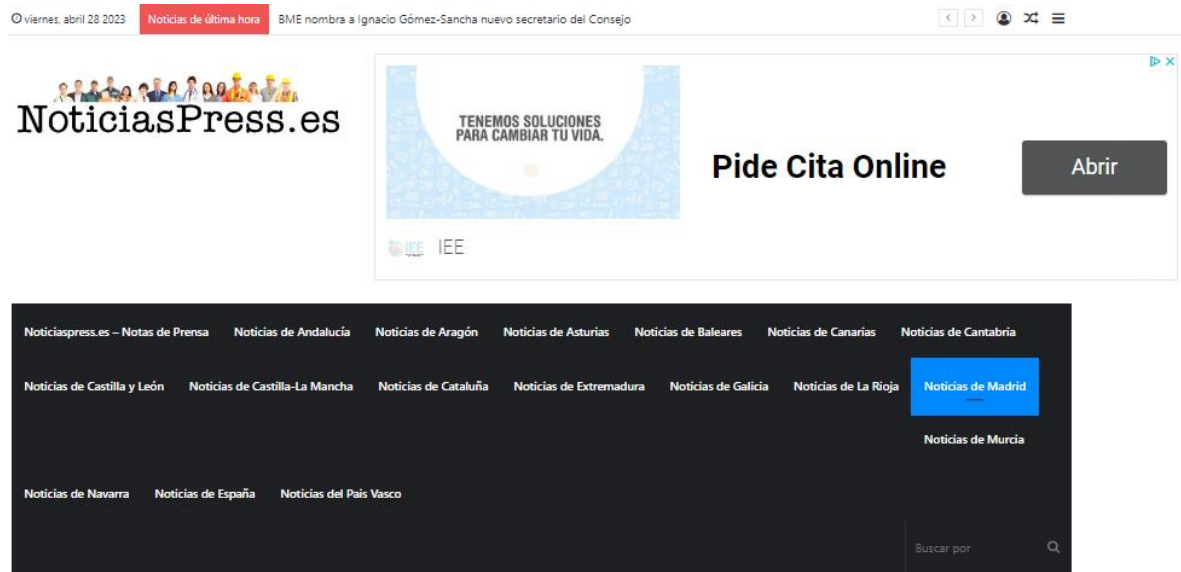 viernes, abril 28 2023 Noticias de última hora BME nombra a Ignacio Gómez-Sancha nuevo secretario del Consejo
NoticiasPress.es
TENEMOS SOLUCIONES
PARA CAMBIAR TU VIDA.
Pide Cita Online
Abrir
IEE IEE
Noticiaspress.es – Notas de Prensa Noticias de Andalucía Noticias de Aragón Noticias de Asturias Noticias de Baleares Noticias de Canarias Noticias de Cantabria
Noticias de Castilla y León Noticias de Castilla-La Mancha Noticias de Cataluña Noticias de Extremadura Noticias de Galicia Noticias de La Rioja Noticias de Madrid
Noticias de Murcia
Noticias de Navarra Noticias de España Noticias del País Vasco
Buscar por